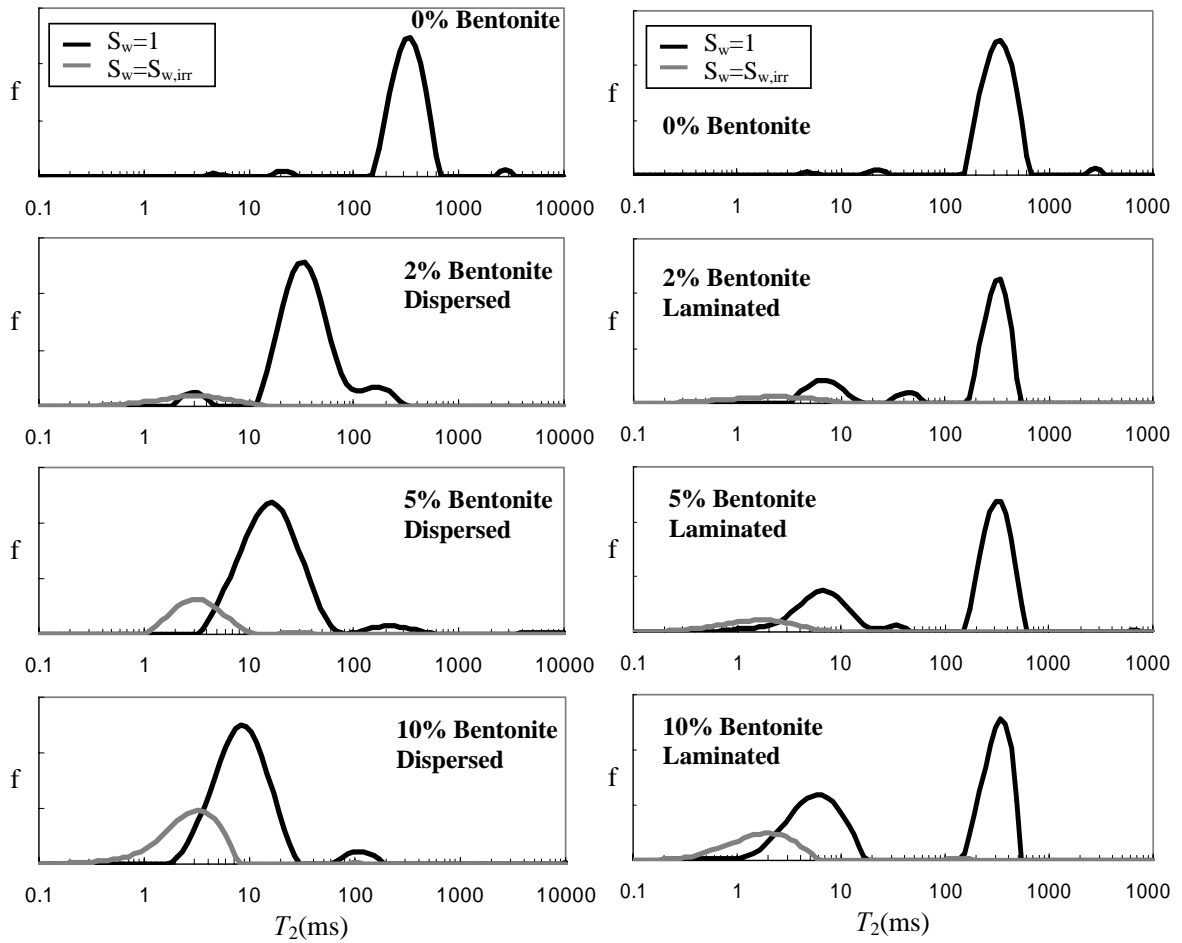 S_w=1
S_w=S_w,irr
0% Bentonite
f
0.1 1 10 100 1000 10000
S_w=1
S_w=S_w,irr
f
0% Bentonite
0.1 1 10 100 1000 1000
2% Bentonite
Dispersed
f
0.1 1 10 100 1000 10000
2% Bentonite
Laminated
f
0.1 1 10 100 1000 1000
5% Bentonite
Dispersed
f
0.1 1 10 100 1000 10000
5% Bentonite
Laminated
f
0.1 1 10 100 1000 1000
10% Bentonite
Dispersed
f
0.1 1 10 100 1000 10000
T_2(ms)
10% Bentonite
Laminated
f
0.1 1 10 100 1000 1000
T_2(ms)